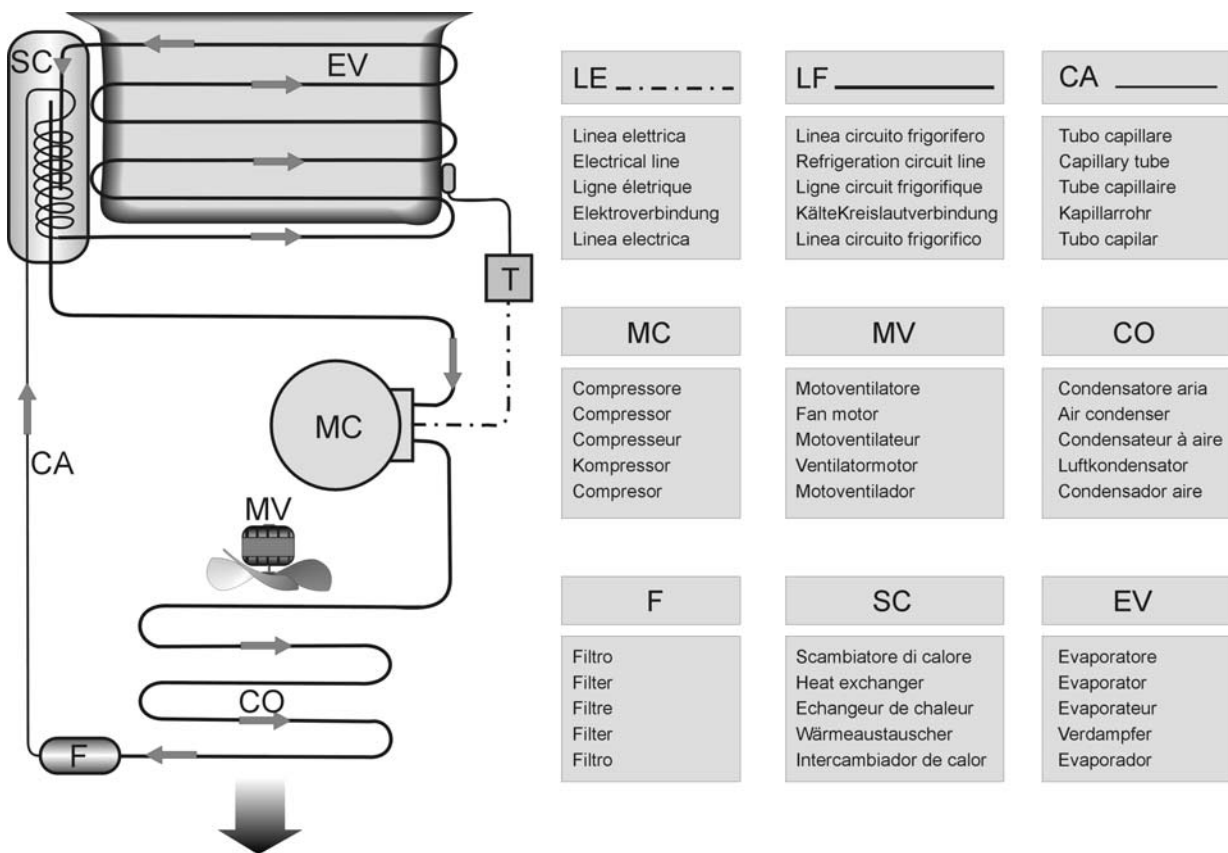 SC
EV
T
MC
CA
MV
CO
F
LE
Linea elettrica
Electrical line
Ligne életrique
Elektroverbindung
Linea electrica
LF
Linea circuito frigorifero
Refrigeration circuit line
Ligne circuit frigorifique
KälteKreislautverbindung
Linea circuito frigorifico
CA
Tubo capillare
Capillary tube
Tube capillaire
Kapillarrohr
Tubo capilar
MC
Compressore
Compressor
Compresseur
Kompressor
Compresor
MV
Motoventilatore
Fan motor
Motoventilateur
Ventilatormotor
Motoventilador
CO
Condensatore aria
Air condenser
Condensateur à aire
Luftkondensator
Condensador aire
F
Filtro
Filter
Filtre
Filter
Filtro
SC
Scambiatore di calore
Heat exchanger
Echangeur de chaleur
Wärmeaustauscher
Intercambiador de calor
EV
Evaporatore
Evaporator
Evaporateur
Verdampfer
Evaporador